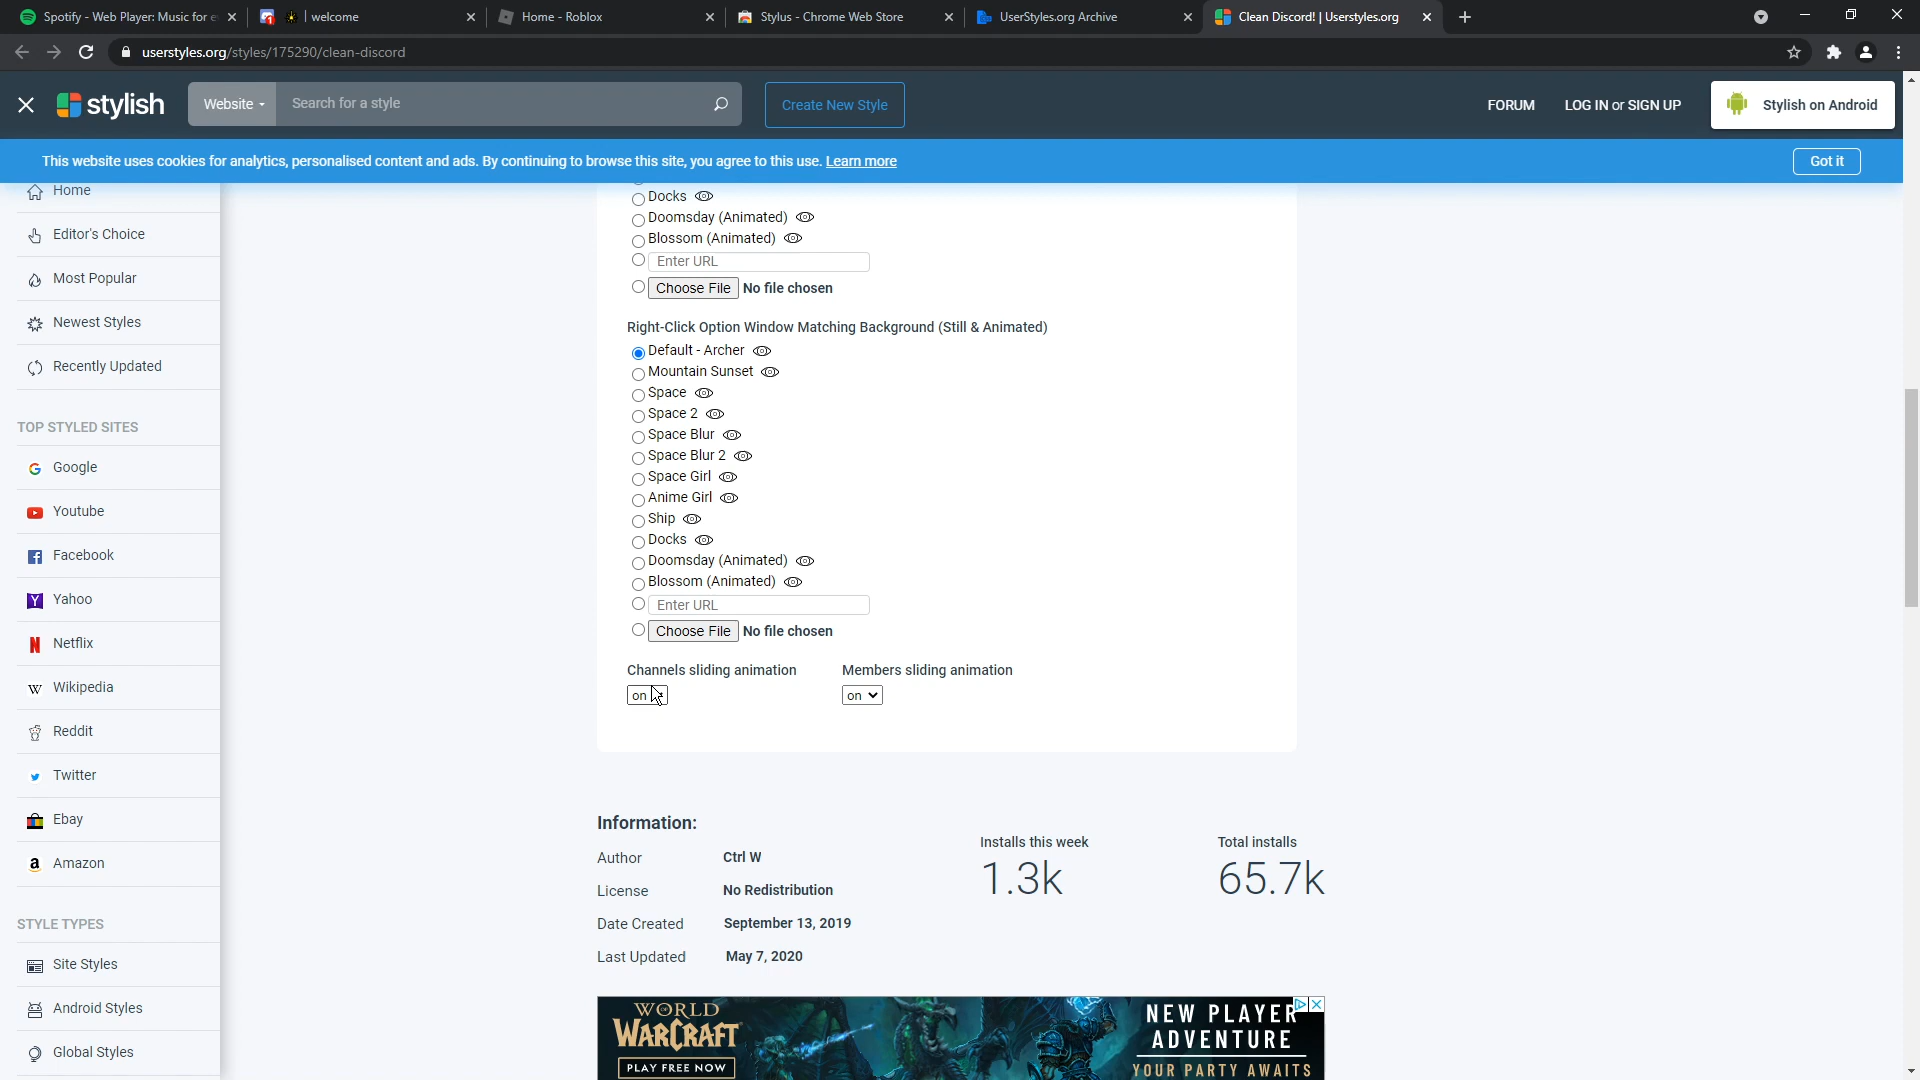 Spotify - Web Player: Music for e
| welcome
Home - Roblox
Stylus - Chrome Web Store
UserStyles.org Archive
Clean Discord! | Userstyles.org
userstyles.org/styles/175290/clean-discord
stylish
Website
Search for a style
Create New Style
FORUM
LOG IN or SIGN UP
Stylish on Android
This website uses cookies for analytics, personalised content and ads. By continuing to browse this site, you agree to this use. Learn more
Got it
Home
Editor's Choice
Most Popular
Newest Styles
Recently Updated
TOP STYLED SITES
Google
Youtube
Facebook
Yahoo
Netflix
Wikipedia
Reddit
Twitter
Ebay
Amazon
STYLE TYPES
Site Styles
Android Styles
Global Styles
Docks
Doomsday (Animated)
Blossom (Animated)
Enter URL
Choose File No file chosen
Right-Click Option Window Matching Background (Still & Animated)
Default - Archer
Mountain Sunset
Space
Space 2
Space Blur
Space Blur 2
Space Girl
Anime Girl
Ship
Docks
Doomsday (Animated)
Blossom (Animated)
Enter URL
Choose File No file chosen
Channels sliding animation
on
Members sliding animation
on
Information:
Author Ctrl W
License No Redistribution
Date Created September 13, 2019
Last Updated May 7, 2020
Installs this week
1.3k
Total installs
65.7k
WORLD
WARCRAFT
PLAY FREE NOW
NEW PLAYER
ADVENTURE
YOUR PARTY AWAITS